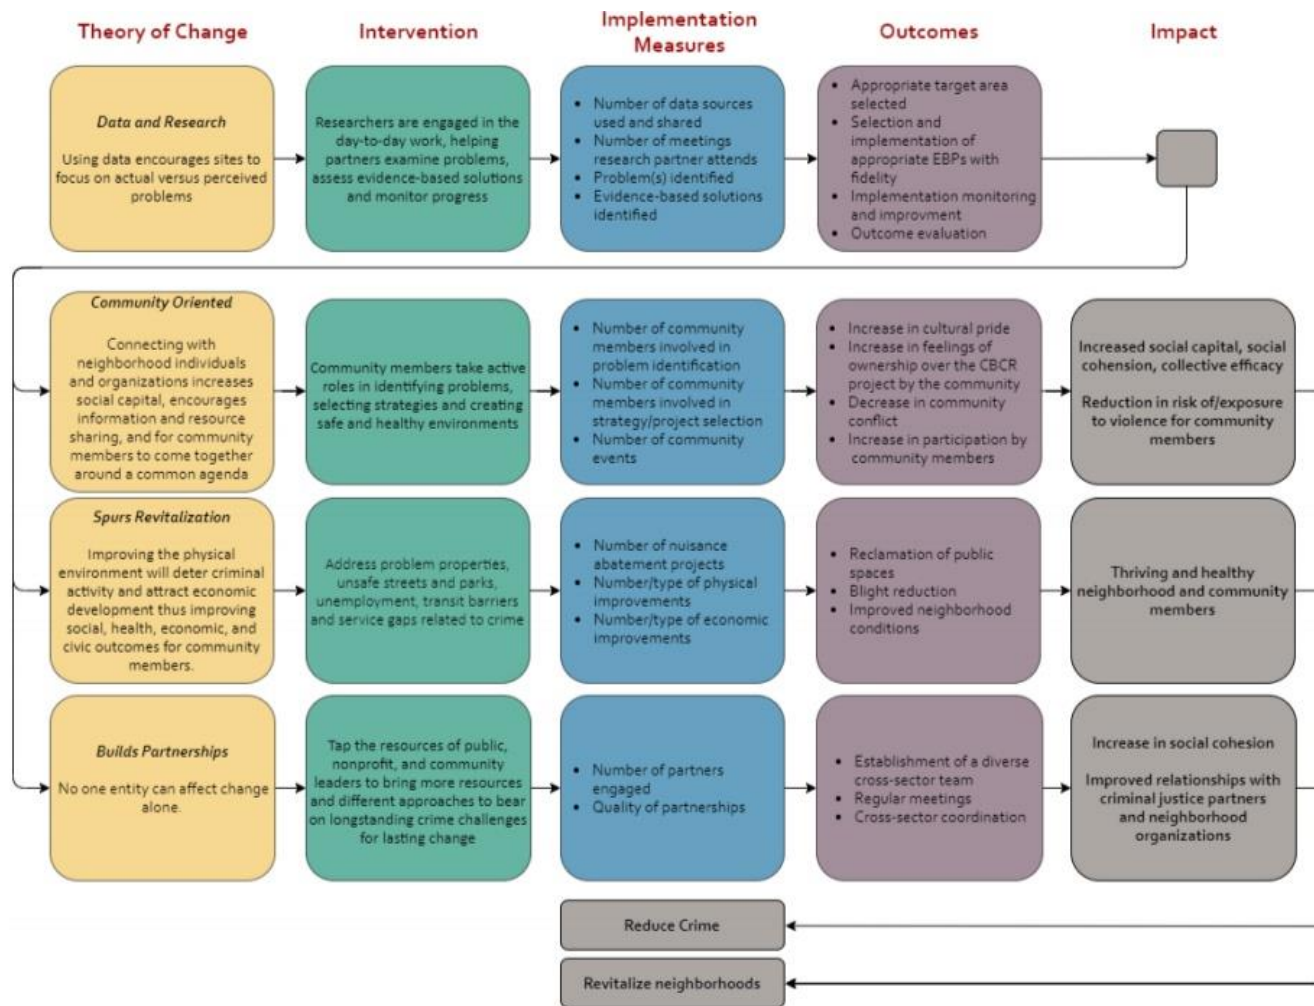 Theory of Change
Intervention
Implementation
Measures
Outcomes
Impact
Data and Research
Using data encourages sites to
focus on actual versus perceived
problems
Researchers are engaged in the
day-to-day work, helping
partners examine problems,
assess evidence-based solutions
and monitor progress
• Number of data sources
used and shared
• Number of meetings
research partner attends
• Problem(s) identified
• Evidence-based solutions
identified
• Appropriate target area
selected
• Selection and
implementation of
appropriate EBPs with
fidelity
• Implementation monitoring
and improvment
• Outcome evaluation
Community Oriented
Connecting with
neighborhood individuals
and organizations increases
social capital, encourages
information and resource
sharing, and for community
members to come together
around a common agenda
Community members take active
roles in identifying problems,
selecting strategies and creating
safe and healthy environments
• Number of community
members involved in
problem identification
• Number of community
members involved in
strategy/project selection
• Number of community
events
• Increase in cultural pride
• Increase in feelings of
ownership over the CBCR
project by the community
• Decrease in community
conflict
• Increase in participation by
community members
Increased social capital, social
cohesion, collective efficacy
Reduction in risk of/exposure
to violence for community
members
Spurs Revitalization
Improving the physical
environment will deter criminal
activity and attract economic
development thus improving
social, health, economic, and
civic outcomes for community
members.
Address problem properties,
unsafe streets and parks,
unemployment, transit barriers
and service gaps related to crime
• Number of nuisance
abatement projects
• Number/type of physical
improvements
• Number/type of economic
improvements
• Reclamation of public
spaces
• Blight reduction
• Improved neighborhood
conditions
Thriving and healthy
neighborhood and community
members
Builds Partnerships
No one entity can affect change
alone.
Tap the resources of public,
nonprofit, and community
leaders to bring more resources
and different approaches to bear
on longstanding crime challenges
for lasting change
• Number of partners
engaged
• Quality of partnerships
• Establishment of a diverse
cross-sector team
• Regular meetings
• Cross-sector coordination
Increase in social cohesion
Improved relationships with
criminal justice partners
and neighborhood
organizations
Reduce Crime
Revitalize neighborhoods